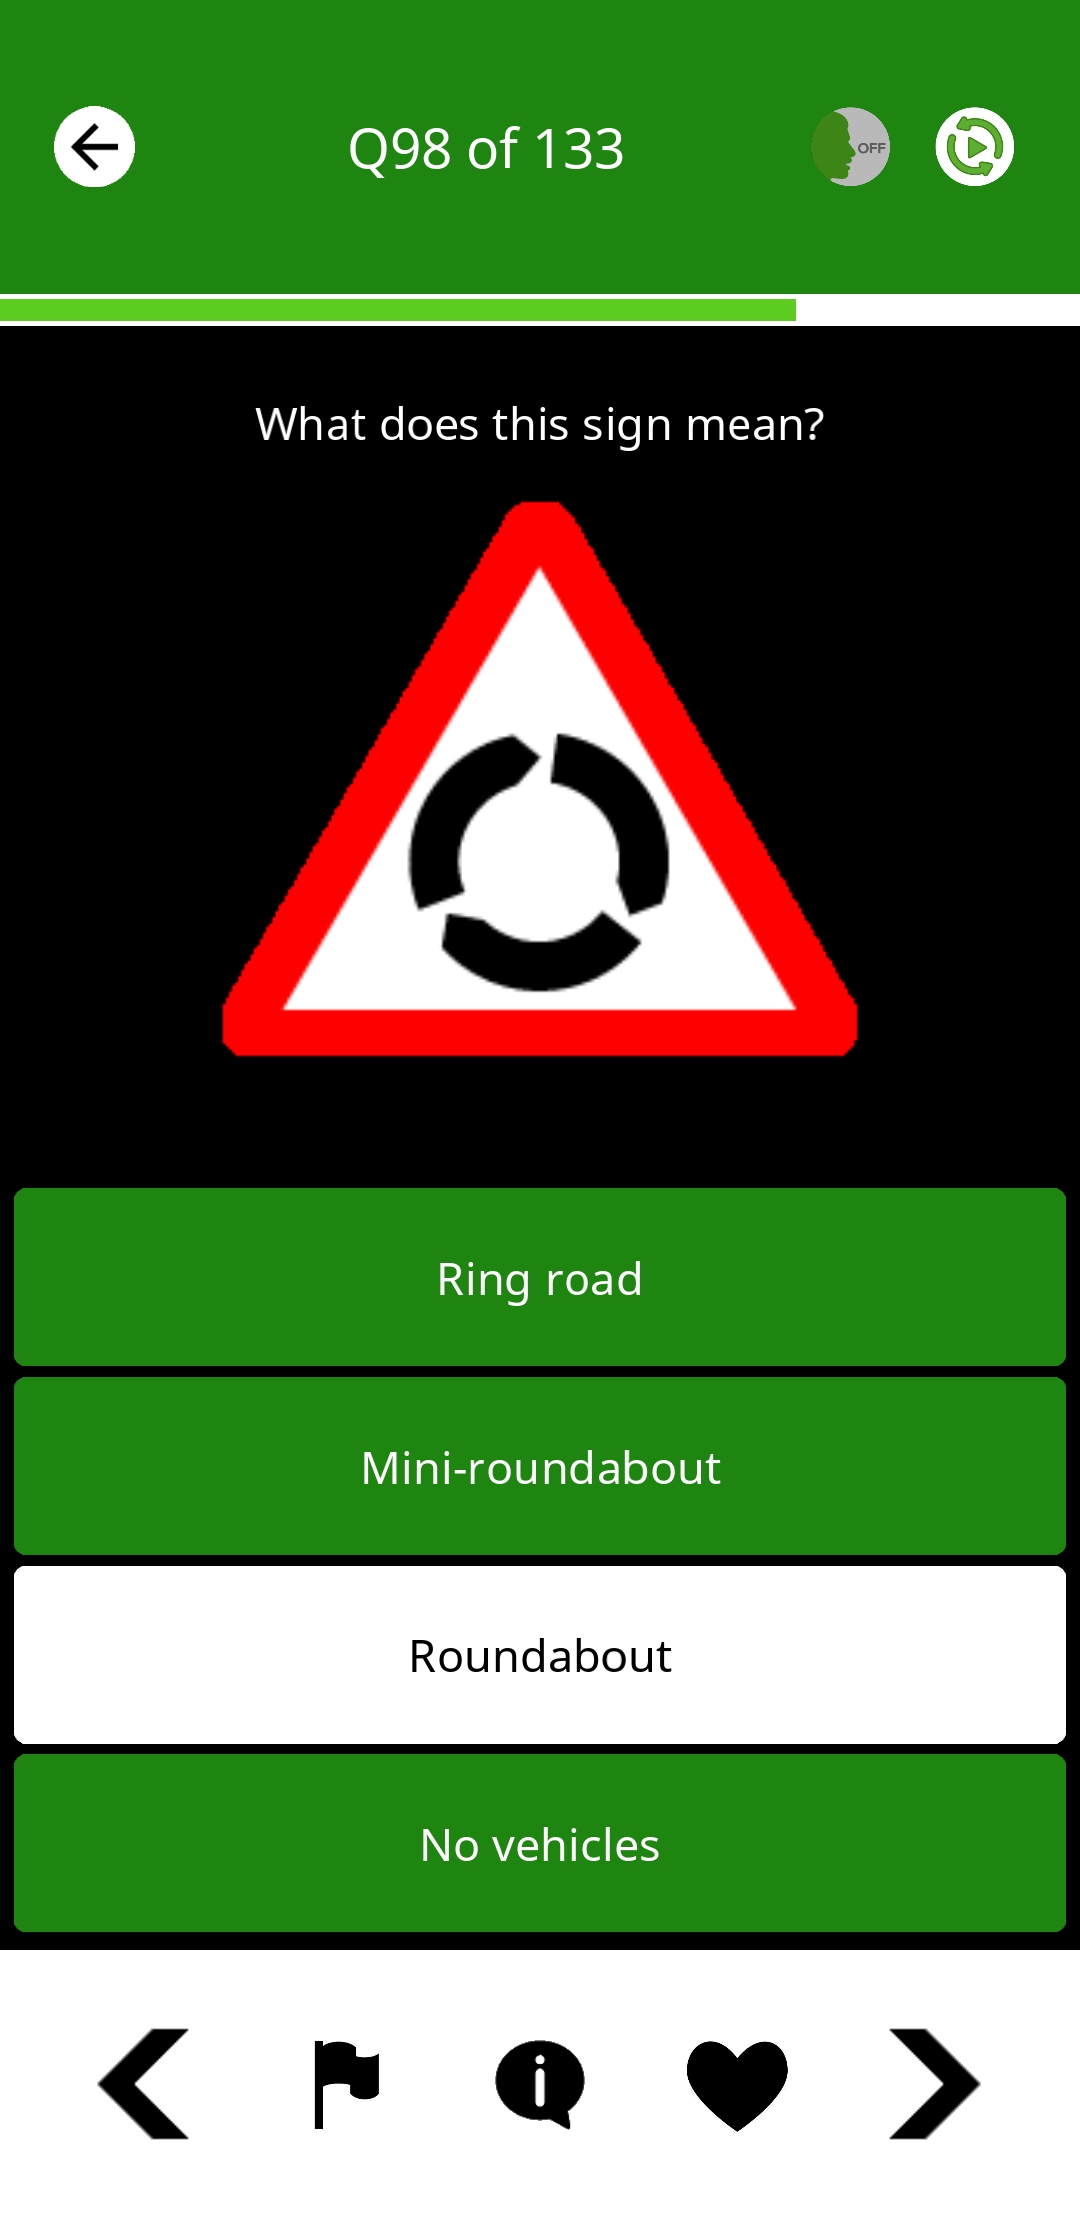 Q98 of 133
OFF
What does this sign mean?
Ring road
Mini-roundabout
Roundabout
No vehicles